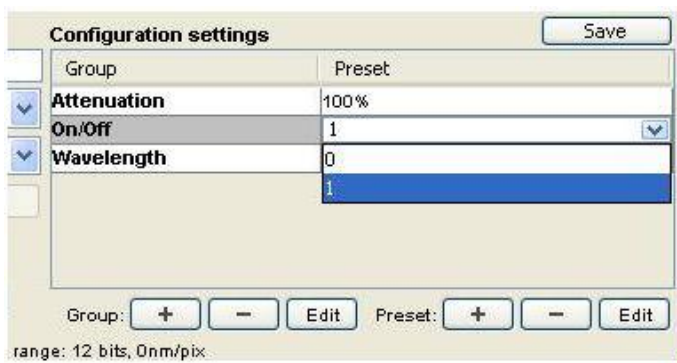 Configuration settings Save
Group Preset
Attenuation 100%
On/Off 1
Wavelength 0
1
Group: + - Edit Preset: + - Edit
range: 12 bits, 0nm/pix